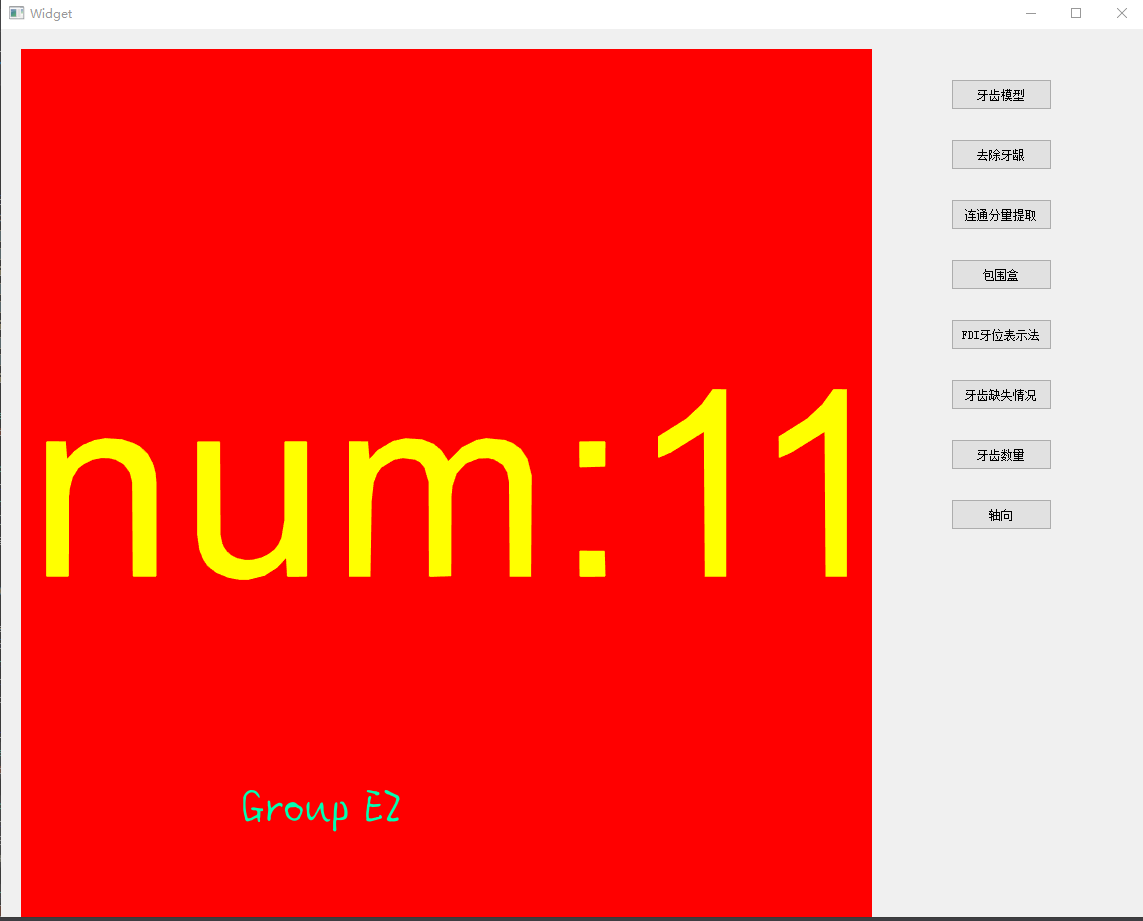 Widget
牙齿模型
去除牙龈
连通分量提取
包围盒
FDI牙位表示法
牙齿缺失情况
牙齿数量
轴向
num:11
Group EZ